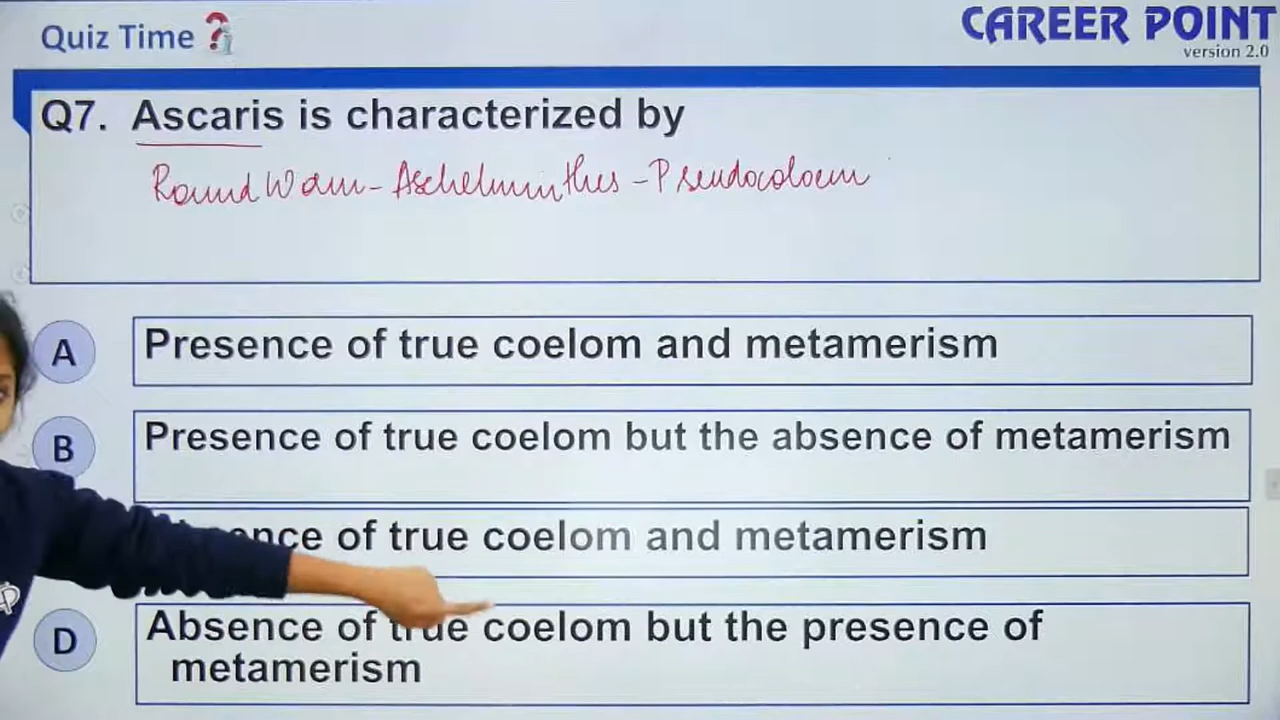 Quiz Time ?
CAREER POINT
version 2.0
Q7. Ascaris is characterized by
Round Worm - Aschelminthes - Pseudocoloem
A
Presence of true coelom and metamerism
B
Presence of true coelom but the absence of metamerism
of true coelom and metamerism
D
Absence of true coelom but the presence of
metamerism